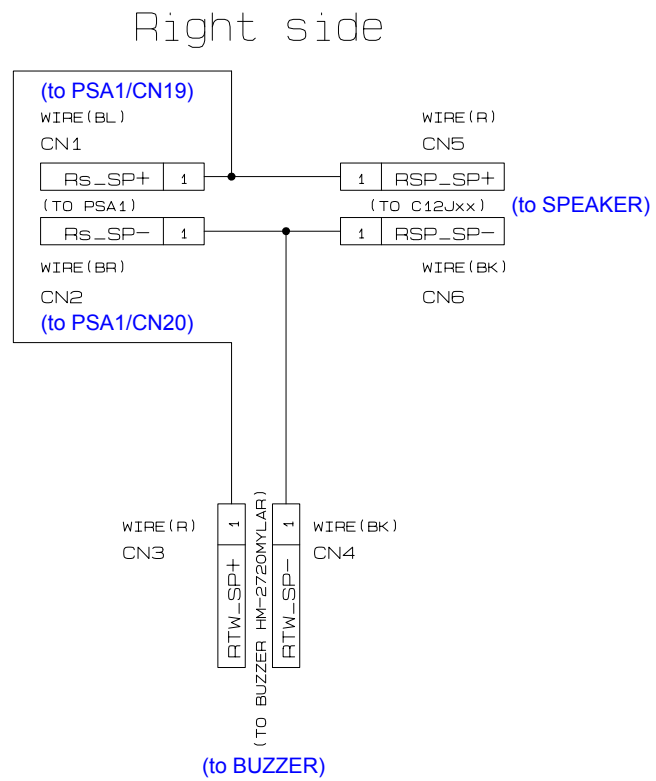 Right side
(to PSA1/CN19)
WIRE(BL)
CN1
Rs_SP+ 1
(TO PSA1)
Rs_SP- 1
WIRE(BR)
CN2
(to PSA1/CN20)
WIRE(R)
CN5
1 RSP_SP+
(TO C12Jxx)
(to SPEAKER)
1 RSP_SP-
WIRE(BK)
CN6
WIRE(R)
CN3
1
RTW_SP+
(TO BUZZER HM-2720MYLAR)
1
RTW_SP-
WIRE(BK)
CN4
(to BUZZER)